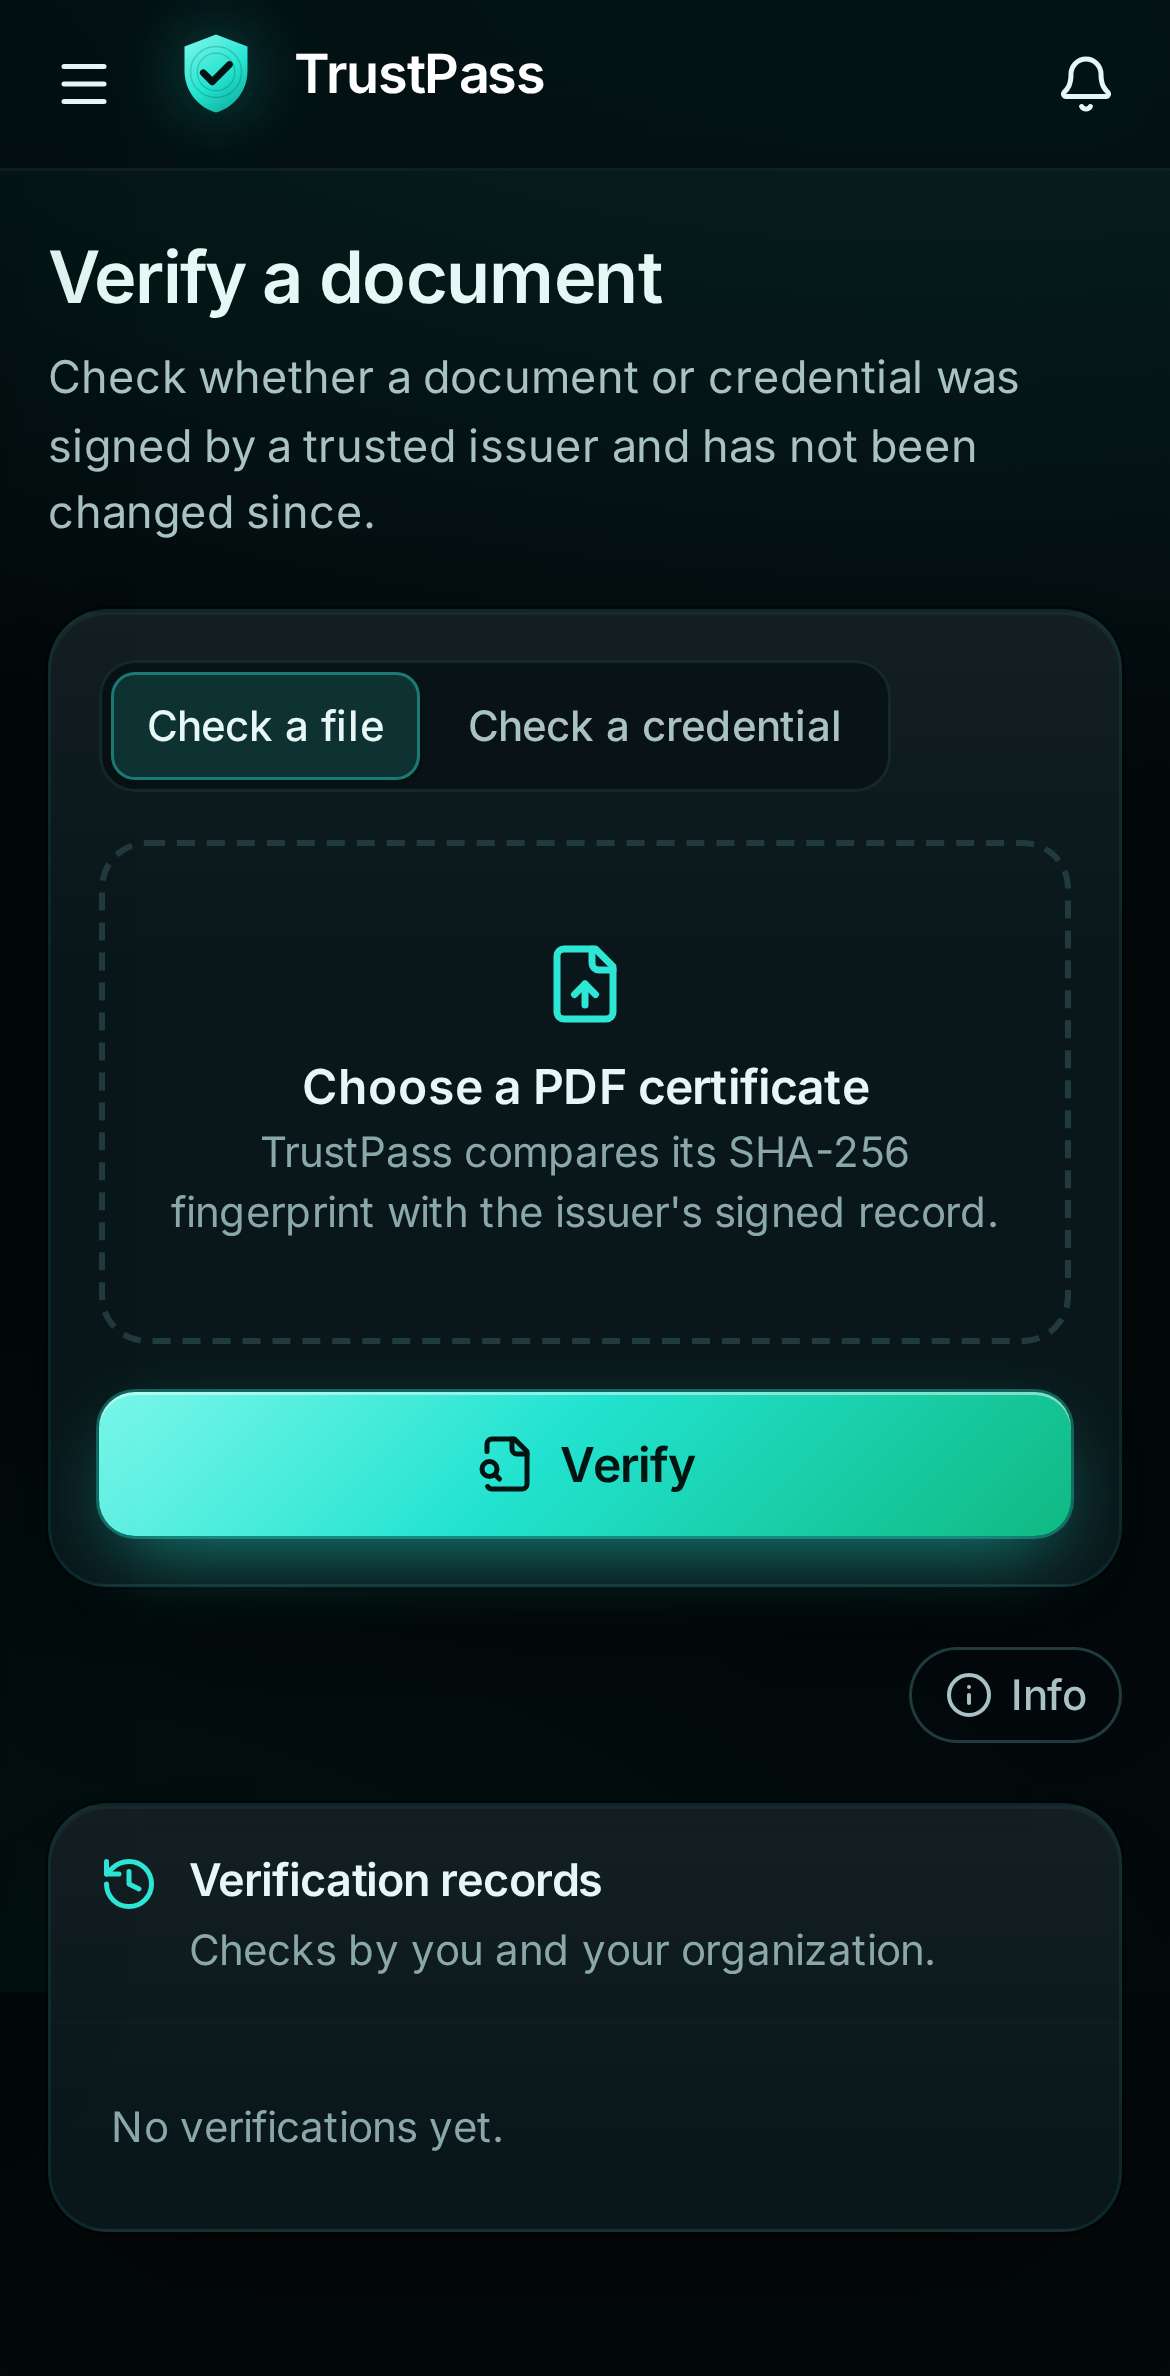 TrustPass
Verify a document
Check whether a document or credential was
signed by a trusted issuer and has not been
changed since.
Check a file
Check a credential
Choose a PDF certificate
TrustPass compares its SHA-256
fingerprint with the issuer's signed record.
Verify
Info
Verification records
Checks by you and your organization.
No verifications yet.